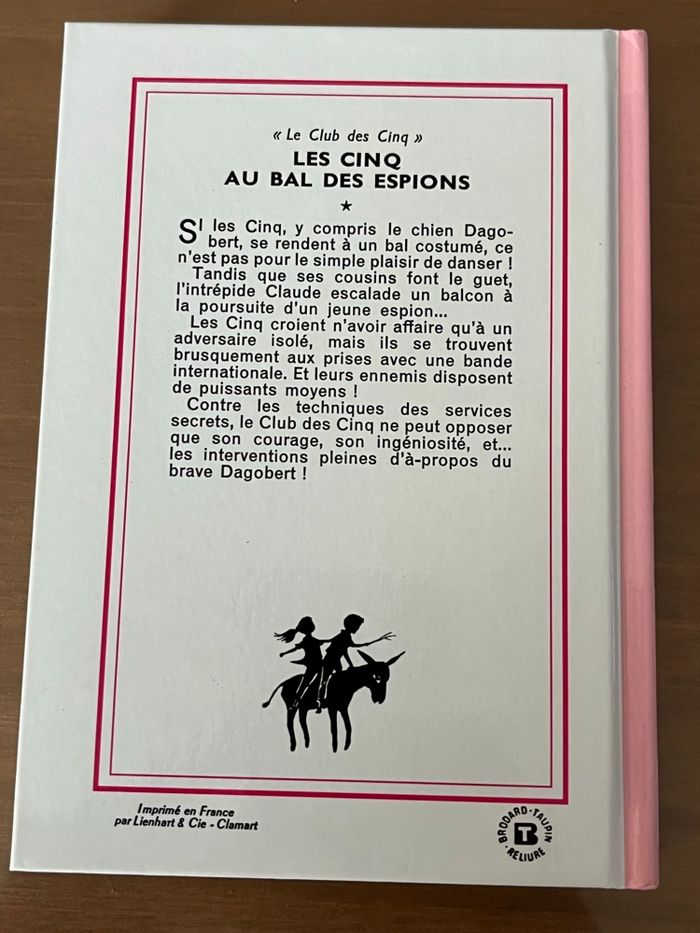 « Le Club des Cinq »
LES CINQ
AU BAL DES ESPIONS
★
SI les Cinq, y compris le chien Dago-
bert, se rendent à un bal costumé, ce
n'est pas pour le simple plaisir de danser !
Tandis que ses cousins font le guet,
l'intrépide Claude escalade un balcon à
la poursuite d'un jeune espion...
Les Cinq croient n'avoir affaire qu'à un
adversaire isolé, mais ils se trouvent
brusquement aux prises avec une bande
internationale. Et leurs ennemis disposent
de puissants moyens !
Contre les techniques des services
secrets, le Club des Cinq ne peut opposer
que son courage, son ingéniosité, et...
les interventions pleines d'à-propos du
brave Dagobert !
Imprimé en France
par Lienhart & Cie - Clamart
BRODARD-TAUPIN
TB
RELIURE